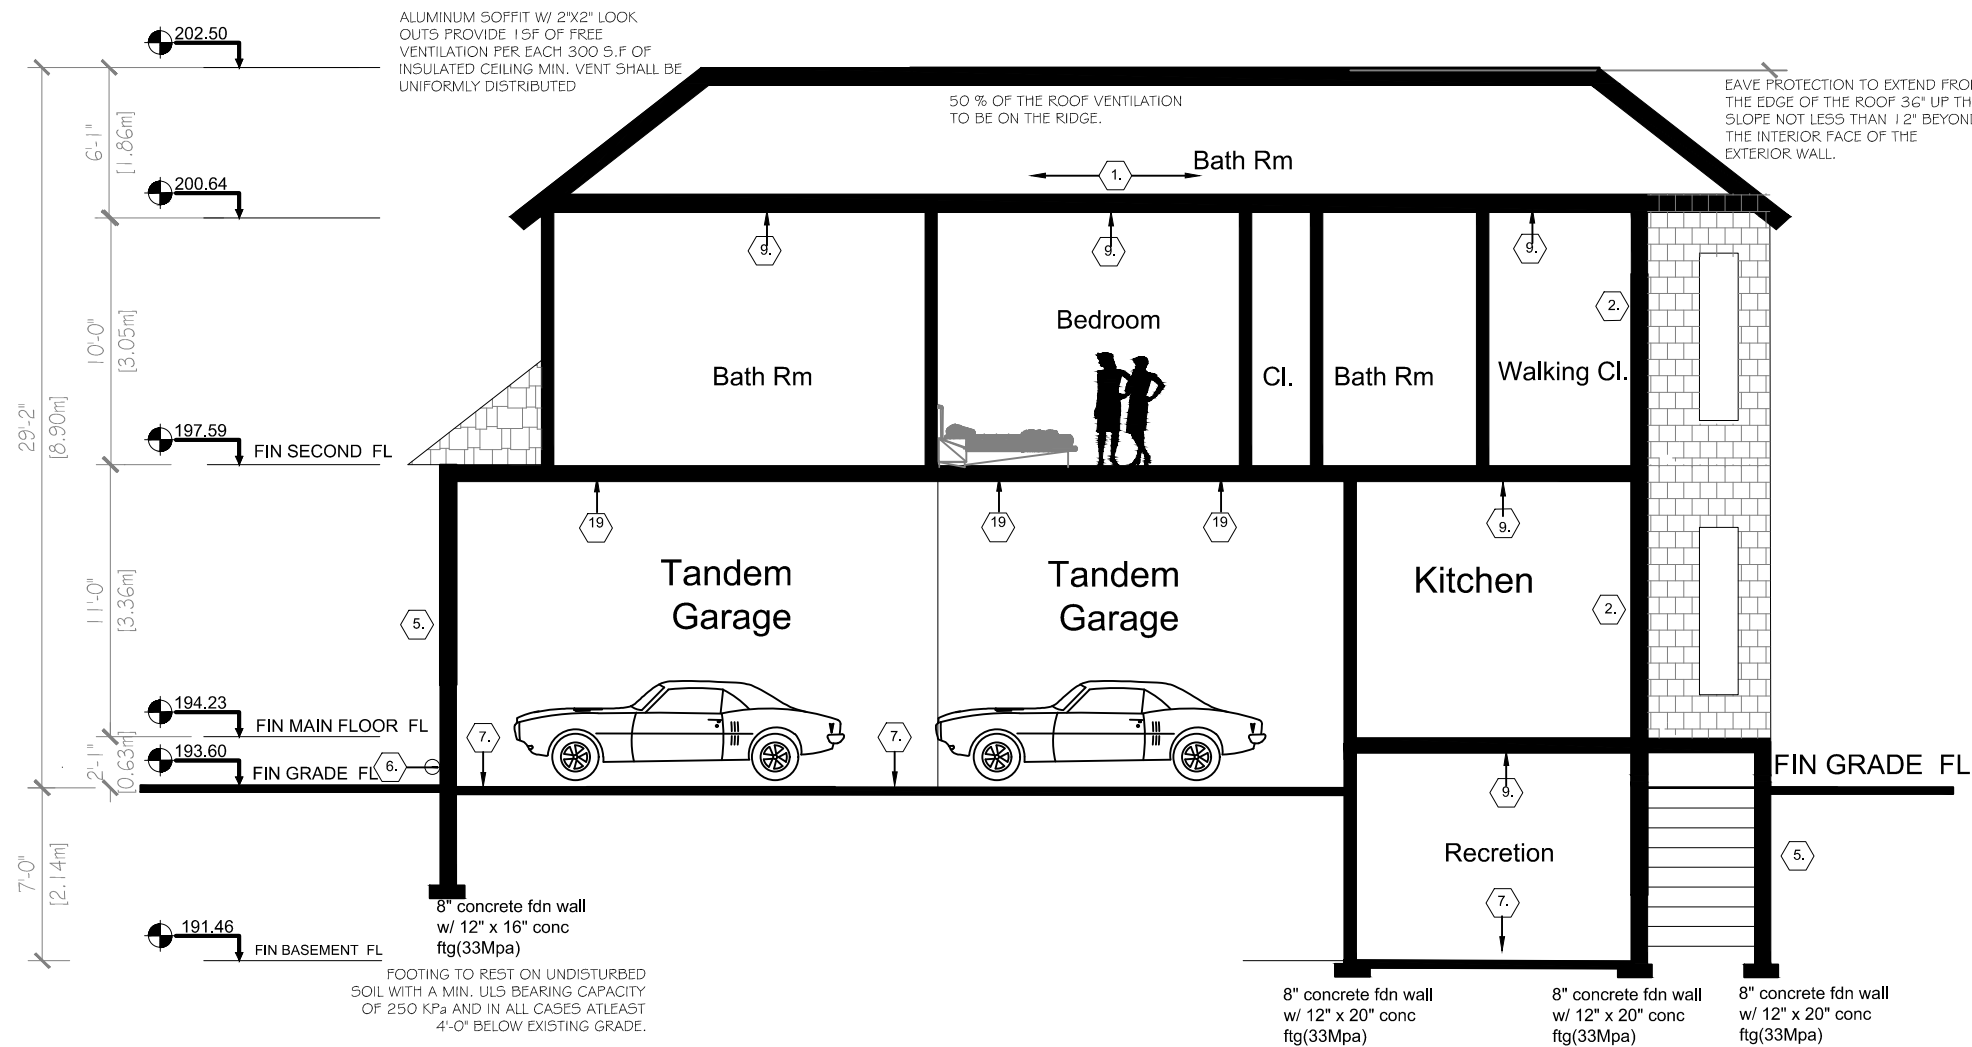 202.50
ALUMINUM SOFFIT W/ 2"X2" LOOK
OUTS PROVIDE 1SF OF FREE
VENTILATION PER EACH 300 S.F OF
INSULATED CEILING MIN. VENT SHALL BE
UNIFORMLY DISTRIBUTED
50 % OF THE ROOF VENTILATION
TO BE ON THE RIDGE.
EAVE PROTECTION TO EXTEND FROM
THE EDGE OF THE ROOF 36" UP TH
SLOPE NOT LESS THAN 12" BEYOND
THE INTERIOR FACE OF THE
EXTERIOR WALL.
6'-1"
[1.86m]
Bath Rm
1.
200.64
9.
9.
9.
10'-0"
[3.05m]
2.
Bedroom
Bath Rm
Cl.
Bath Rm
Walking Cl.
29'-2"
[8.90m]
197.59
FIN SECOND FL
19
19
19
9.
11'-0"
[3.36m]
Tandem
Garage
Tandem
Garage
Kitchen
5.
2.
194.23
FIN MAIN FLOOR FL
7.
7.
193.60
2'-1"
[0.63m]
FIN GRADE FL
6.
FIN GRADE FL
9.
Recretion
5.
7'-0"
[2.14m]
7.
191.46
FIN BASEMENT FL
8" concrete fdn wall
w/ 12" x 16" conc
ftg(33Mpa)
FOOTING TO REST ON UNDISTURBED
SOIL WITH A MIN. ULS BEARING CAPACITY
OF 250 KPa AND IN ALL CASES ATLEAST
4'-0" BELOW EXISTING GRADE.
8" concrete fdn wall
w/ 12" x 20" conc
ftg(33Mpa)
8" concrete fdn wall
w/ 12" x 20" conc
ftg(33Mpa)
8" concrete fdn wall
w/ 12" x 20" conc
ftg(33Mpa)